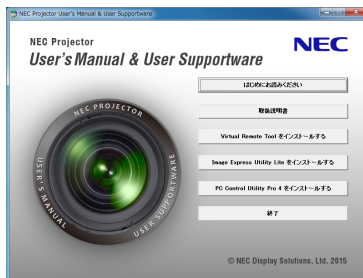 NEC Projector User's Manual & User Supportware
NEC Projector
NEC
User's Manual & User Supportware
はじめにお読みください
取扱説明書
Virtual Remote Tool をインストールする
Image Express Utility Lite をインストールする
PC Control Utility Pro 4 をインストールする
終了
NEC PROJECTOR
USER'S MANUAL
USER SUPPORTWARE
© NEC Display Solutions, Ltd. 2015